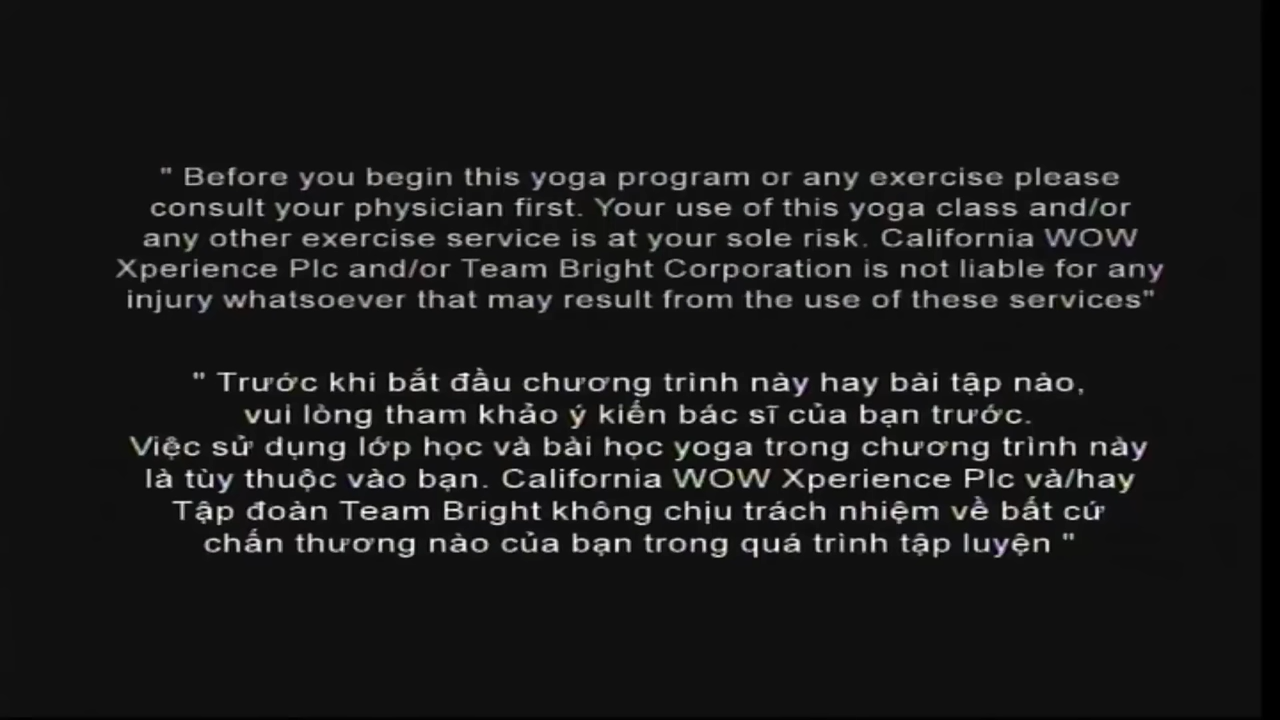 " Before you begin this yoga program or any exercise please
consult your physician first. Your use of this yoga class and/or
any other exercise service is at your sole risk. California WOW
Xperience Plc and/or Team Bright Corporation is not liable for any
injury whatsoever that may result from the use of these services"
" Trước khi bắt đầu chương trình này hay bài tập nào,
vui lòng tham khảo ý kiến bác sĩ của bạn trước.
Việc sử dụng lớp học và bài học yoga trong chương trình này
là tùy thuộc vào bạn. California WOW Xperience Plc và/hay
Tập đoàn Team Bright không chịu trách nhiệm về bất cứ
chấn thương nào của bạn trong quá trình tập luyện "